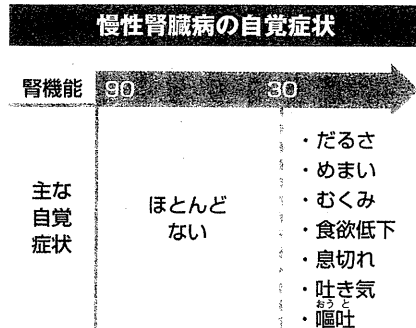 慢性腎臓病の自覚症状
腎機能 90 30
主な
自覚
症状
ほとんど
ない
・だるさ
・めまい
・むくみ
・食欲低下
・息切れ
・吐き気
おうと
・嘔吐